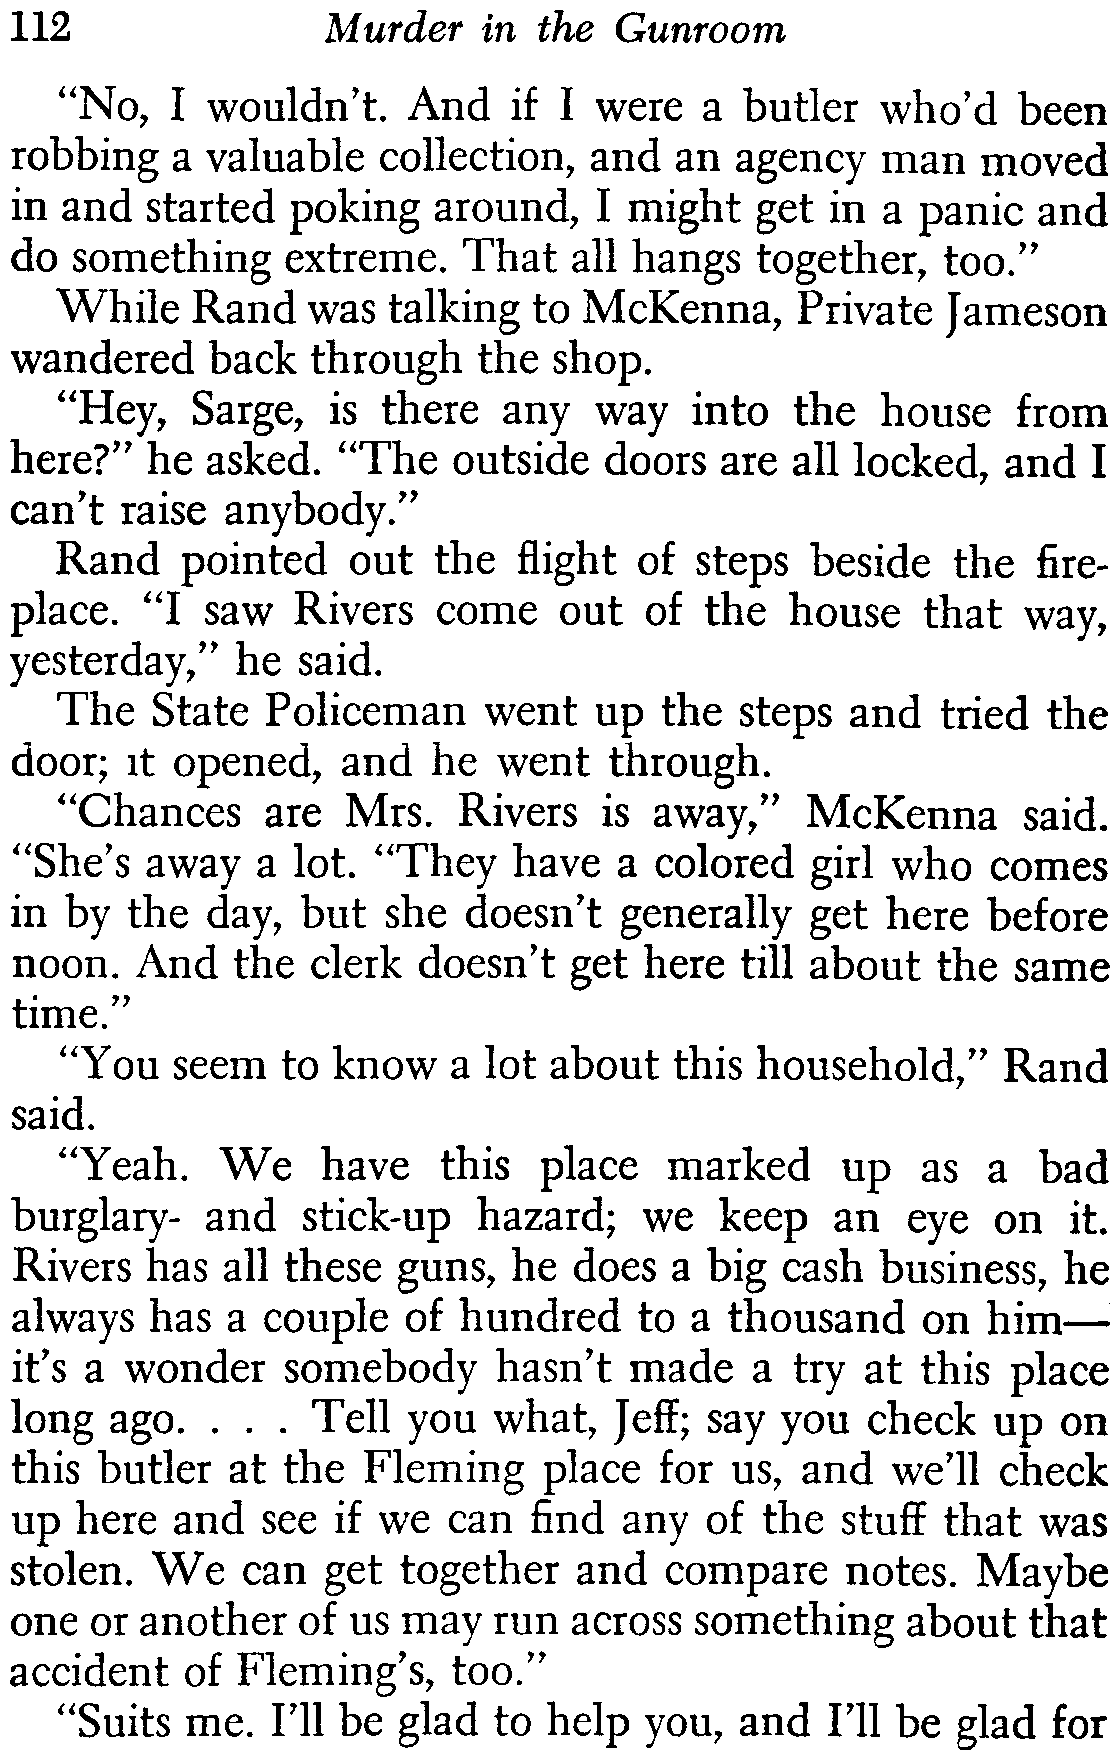 112 Murder in the Gunroom
“No, I wouldn’t. And if I were a butler who’d been
robbing a valuable collection, and an agency man moved
in and started poking around, I might get in a panic and
do something extreme. That all hangs together, too.”
While Rand was talking to McKenna, Private Jameson
wandered back through the shop.
“Hey, Sarge, is there any way into the house from
here?” he asked. “The outside doors are all locked, and I
can’t raise anybody.”
Rand pointed out the flight of steps beside the fire-
place. “I saw Rivers come out of the house that way,
yesterday,” he said.
The State Policeman went up the steps and tried the
door; it opened, and he went through.
“Chances are Mrs. Rivers is away,” McKenna said.
“She’s away a lot. “They have a colored girl who comes
in by the day, but she doesn’t generally get here before
noon. And the clerk doesn’t get here till about the same
time.”
“You seem to know a lot about this household,” Rand
said.
“Yeah. We have this place marked up as a bad
burglary- and stick-up hazard; we keep an eye on it.
Rivers has all these guns, he does a big cash business, he
always has a couple of hundred to a thousand on him—
it’s a wonder somebody hasn’t made a try at this place
long ago. . . . Tell you what, Jeff; say you check up on
this butler at the Fleming place for us, and we’ll check
up here and see if we can find any of the stuff that was
stolen. We can get together and compare notes. Maybe
one or another of us may run across something about that
accident of Fleming’s, too.”
“Suits me. I’ll be glad to help you, and I’ll be glad for